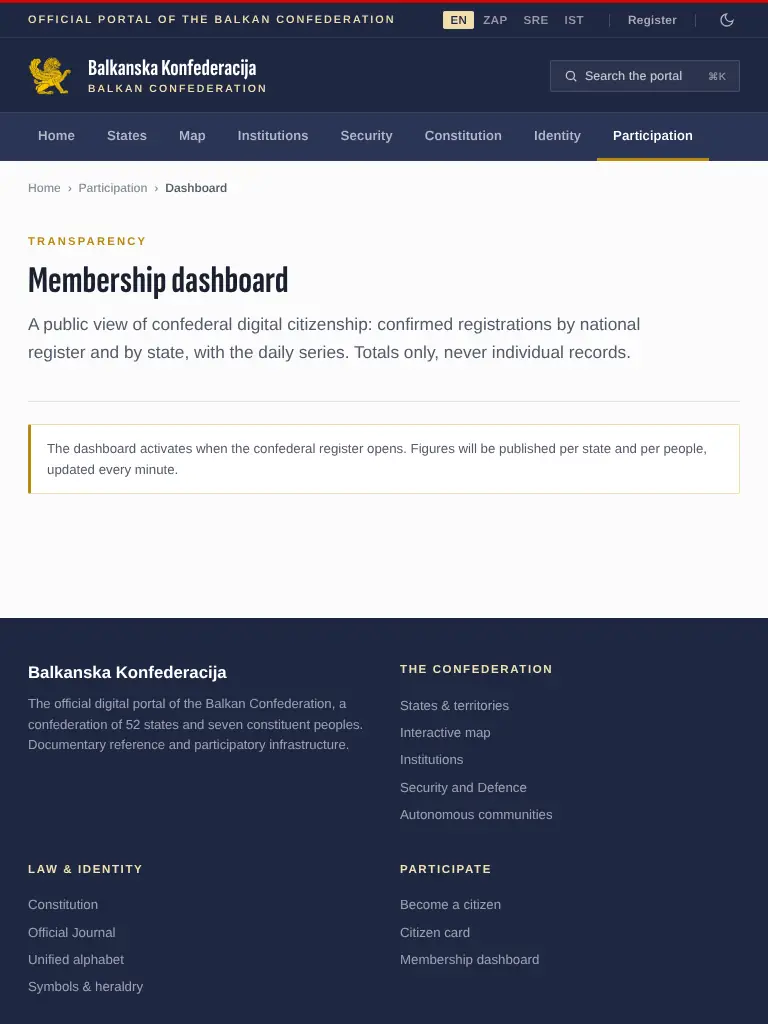 OFFICIAL PORTAL OF THE BALKAN CONFEDERATION
EN ZAP SRE IST Register
Balkanska Konfederacija
BALKAN CONFEDERATION
Search the portal ⌘K
Home States Map Institutions Security Constitution Identity Participation
Home › Participation › Dashboard
TRANSPARENCY
Membership dashboard
A public view of confederal digital citizenship: confirmed registrations by national
register and by state, with the daily series. Totals only, never individual records.
The dashboard activates when the confederal register opens. Figures will be published per state and per people,
updated every minute.
Balkanska Konfederacija
The official digital portal of the Balkan Confederation, a
confederation of 52 states and seven constituent peoples.
Documentary reference and participatory infrastructure.
THE CONFEDERATION
States & territories
Interactive map
Institutions
Security and Defence
Autonomous communities
LAW & IDENTITY
Constitution
Official Journal
Unified alphabet
Symbols & heraldry
PARTICIPATE
Become a citizen
Citizen card
Membership dashboard